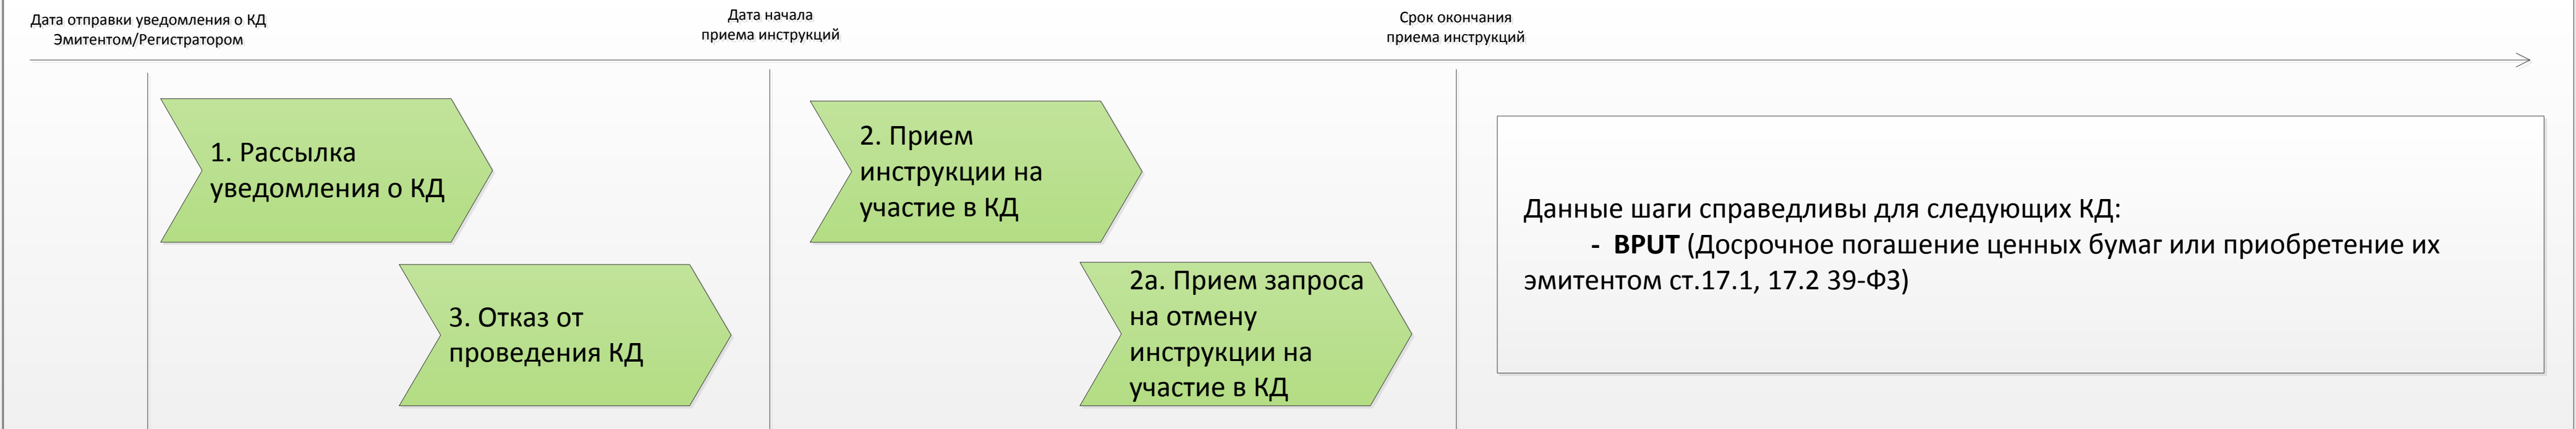 Дата отправки уведомления о КД
Эмитентом/Регистратором
Дата начала
приема инструкций
Срок окончания
приема инструкций
1. Рассылка
уведомления о КД
2. Прием
инструкции на
участие в КД
3. Отказ от
проведения КД
2а. Прием запроса
на отмену
инструкции на
участие в КД
Данные шаги справедливы для следующих КД:
- BPUT (Досрочное погашение ценных бумаг или приобретение их
эмитентом ст.17.1, 17.2 39-ФЗ)